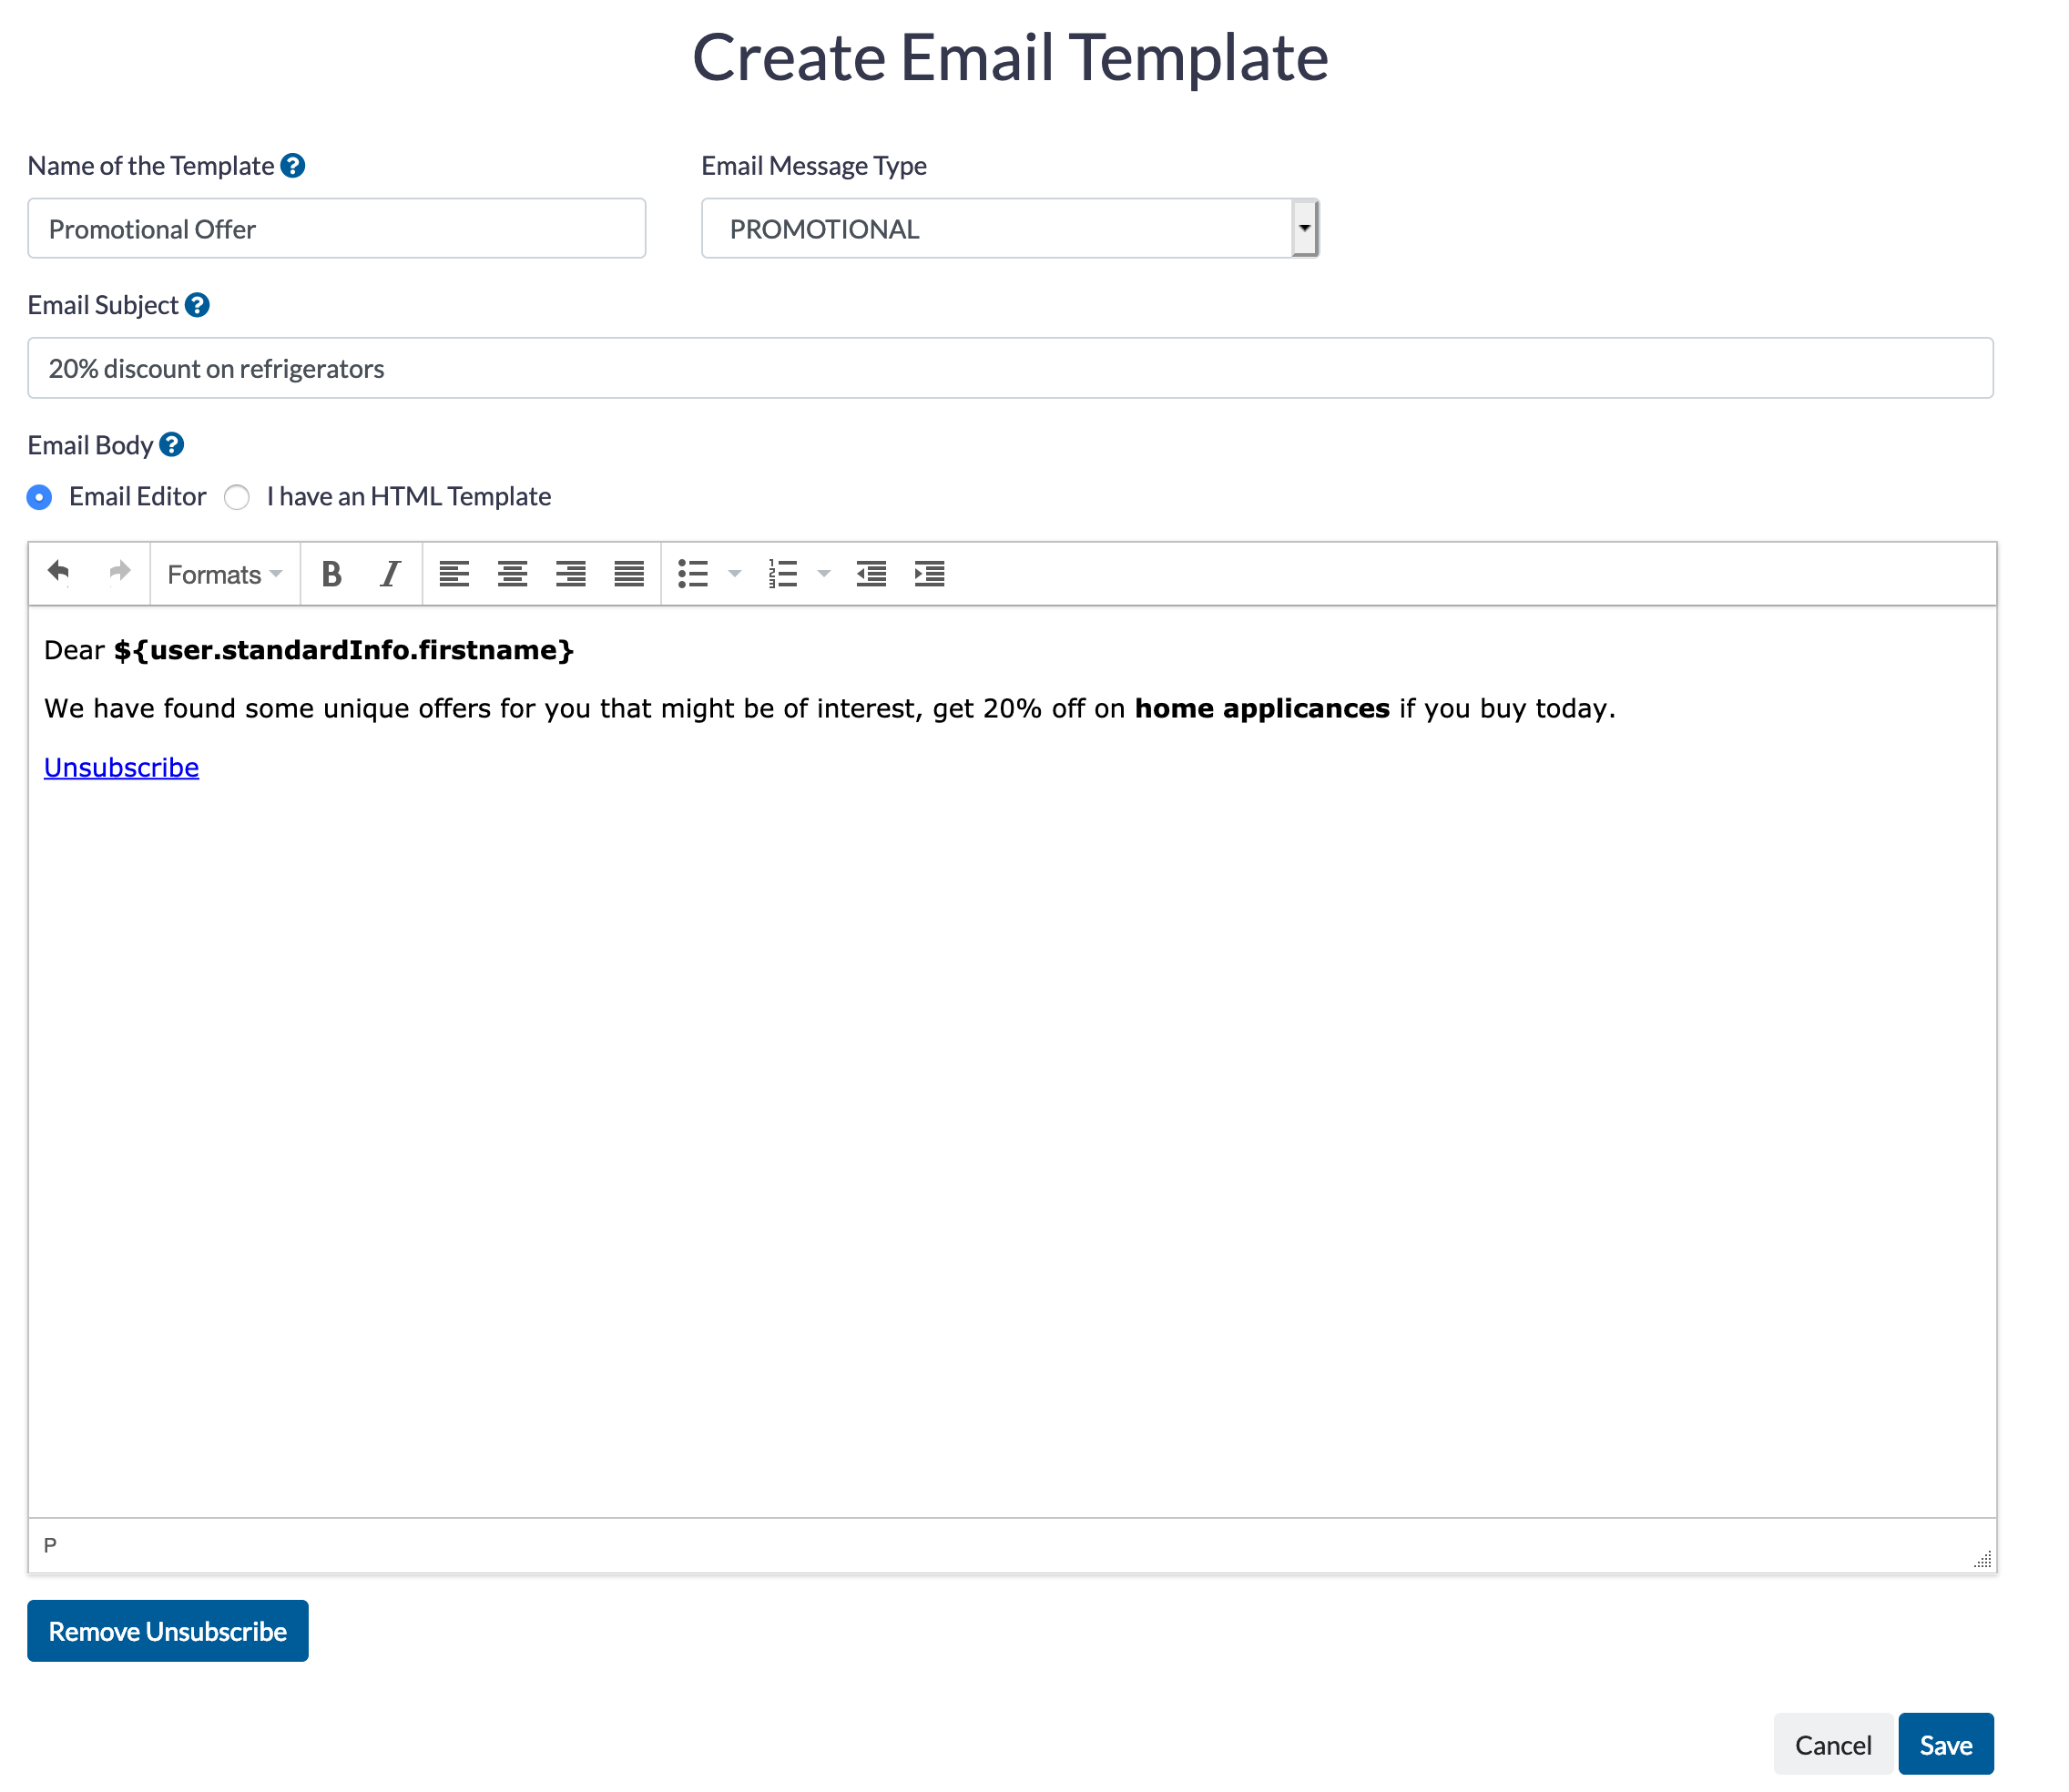 Create Email Template
Name of the Template ?
Email Message Type
Promotional Offer
PROMOTIONAL
Email Subject ?
20% discount on refrigerators
Email Body ?
Email Editor I have an HTML Template
Formats B I
Dear ${user.standardInfo.firstname}
We have found some unique offers for you that might be of interest, get 20% off on home applicances if you buy today.
Unsubscribe
P
Remove Unsubscribe
Cancel Save